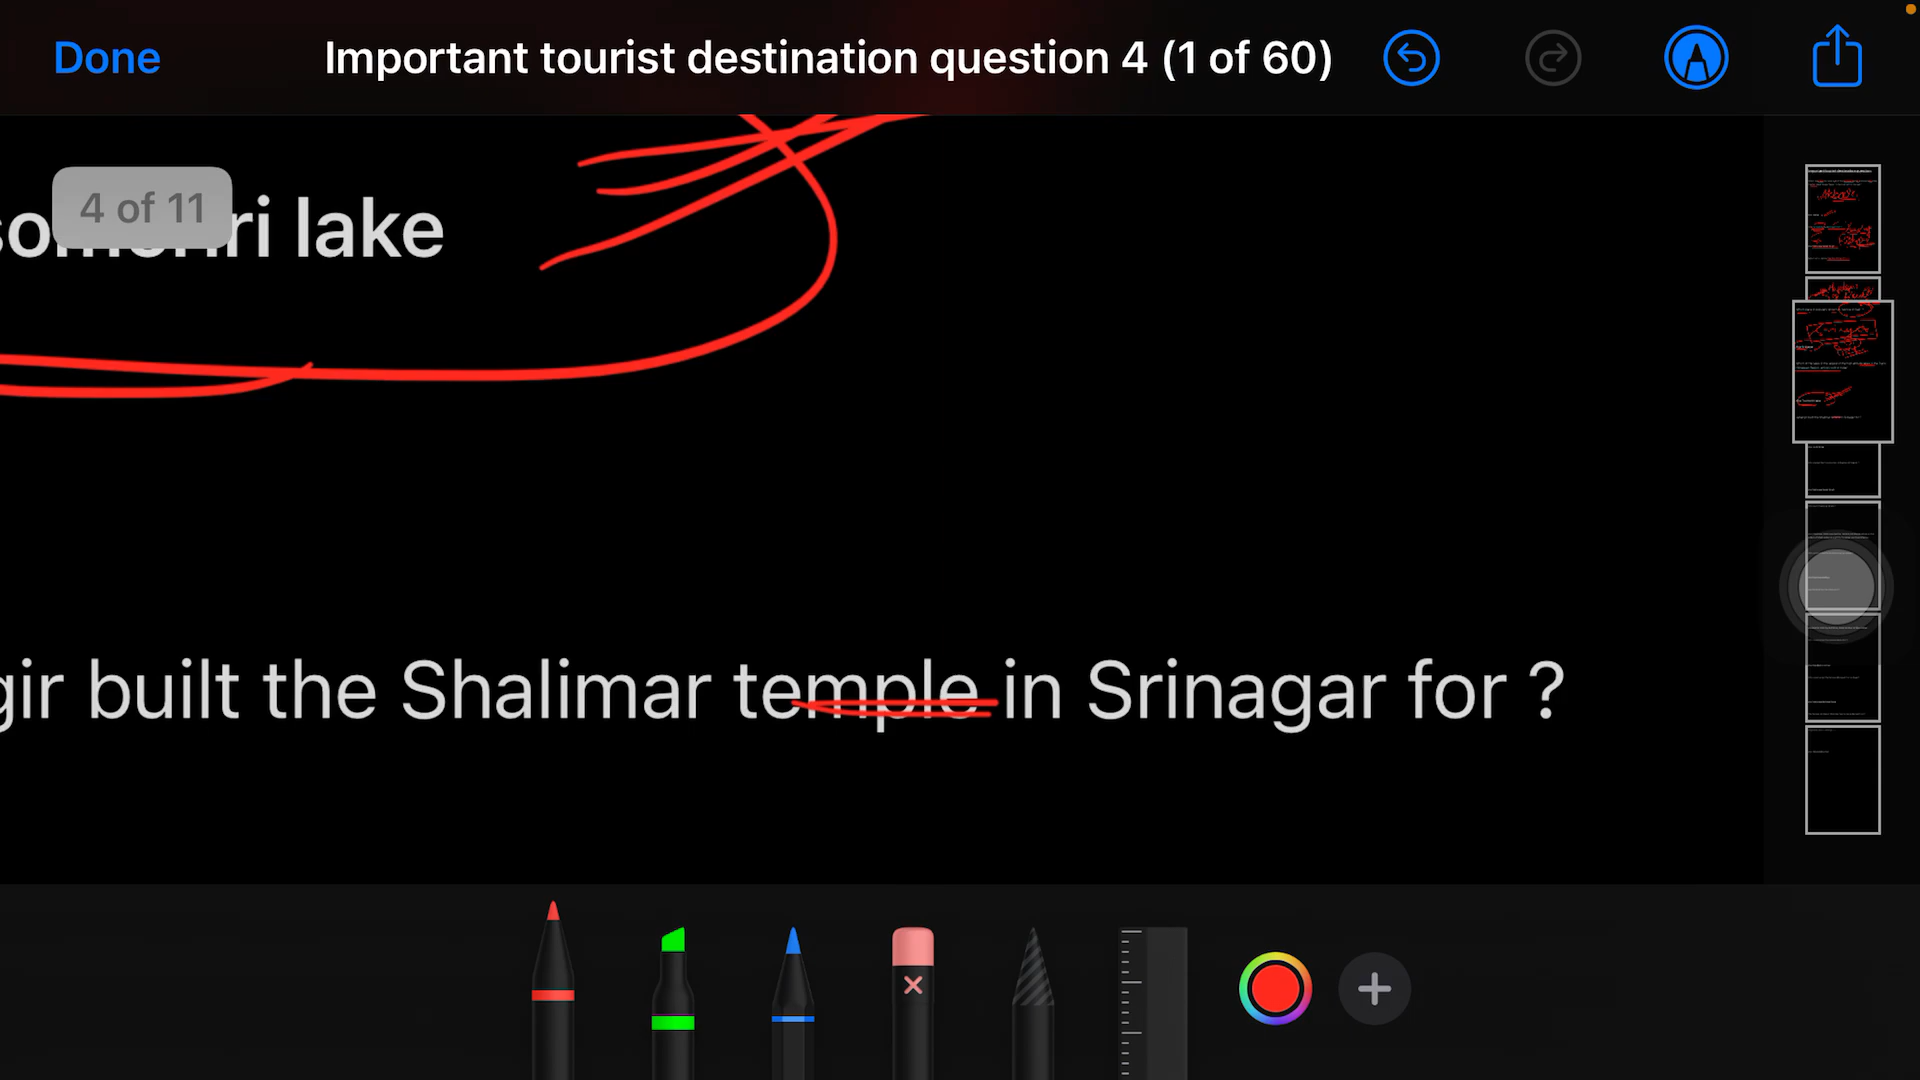 Done
Important tourist destination question 4 (1 of 60)
4 of 11
lake
gir built the Shalimar temple in Srinagar for ?